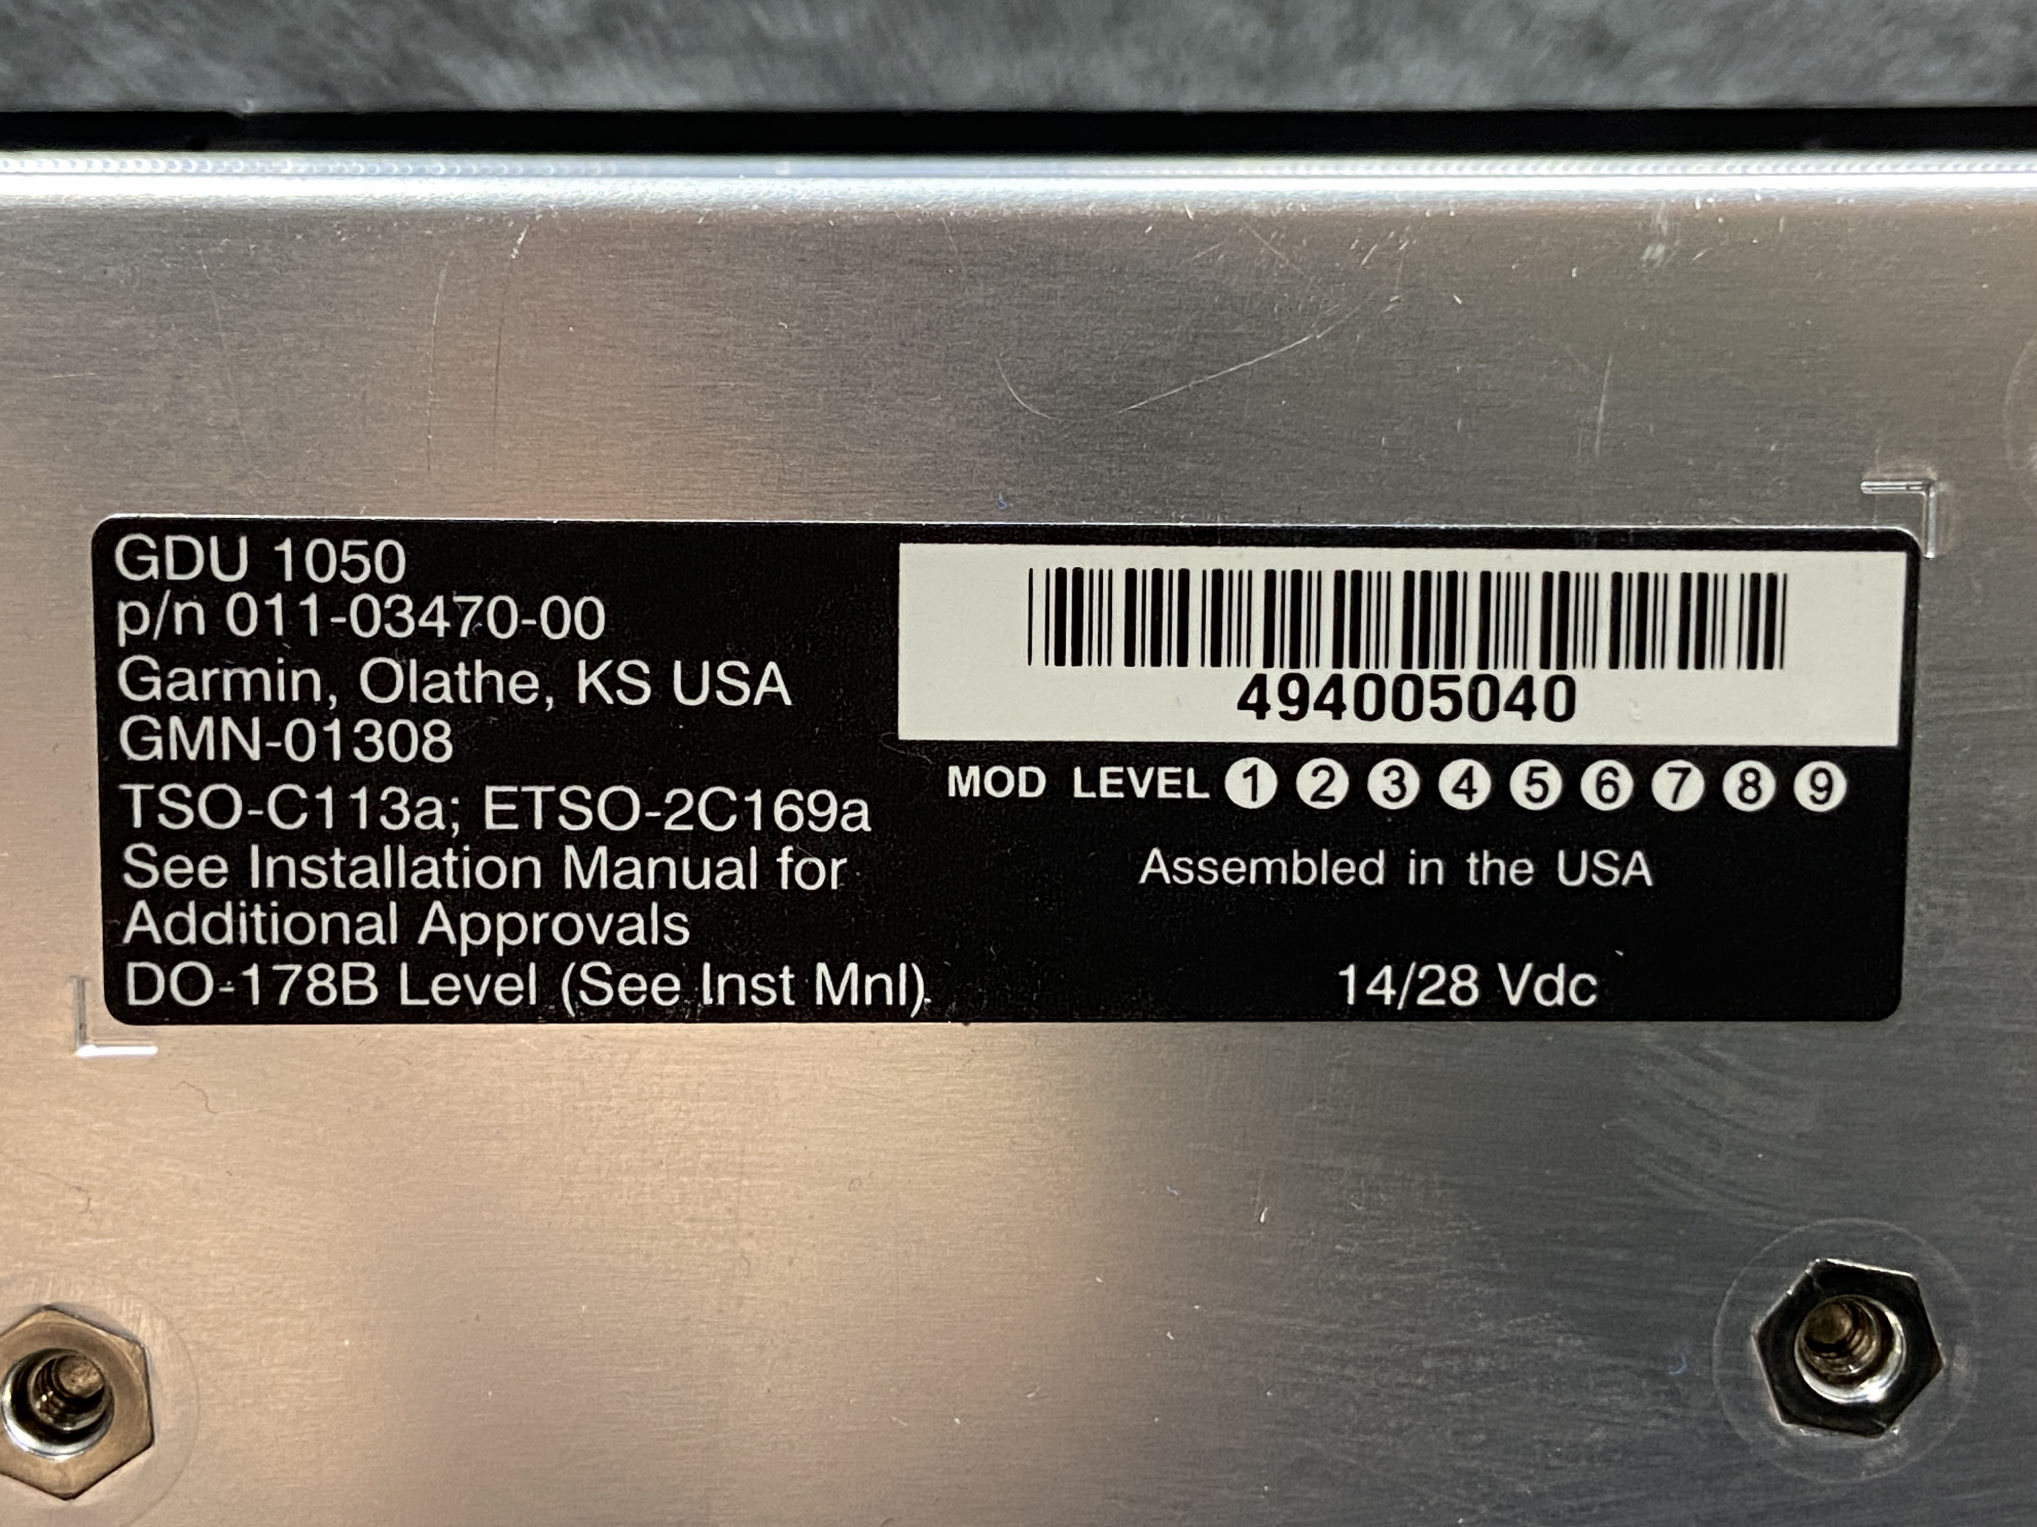 GDU 1050
p/n 011-03470-00
Garmin, Olathe, KS USA
GMN-01308
TSO-C113a; ETSO-2C169a
See Installation Manual for
Additional Approvals
DO-178B Level (See Inst Mnl).
494005040
MOD LEVEL 1 2 3 4 5 6 7 8 9
Assembled in the USA
14/28 Vdc